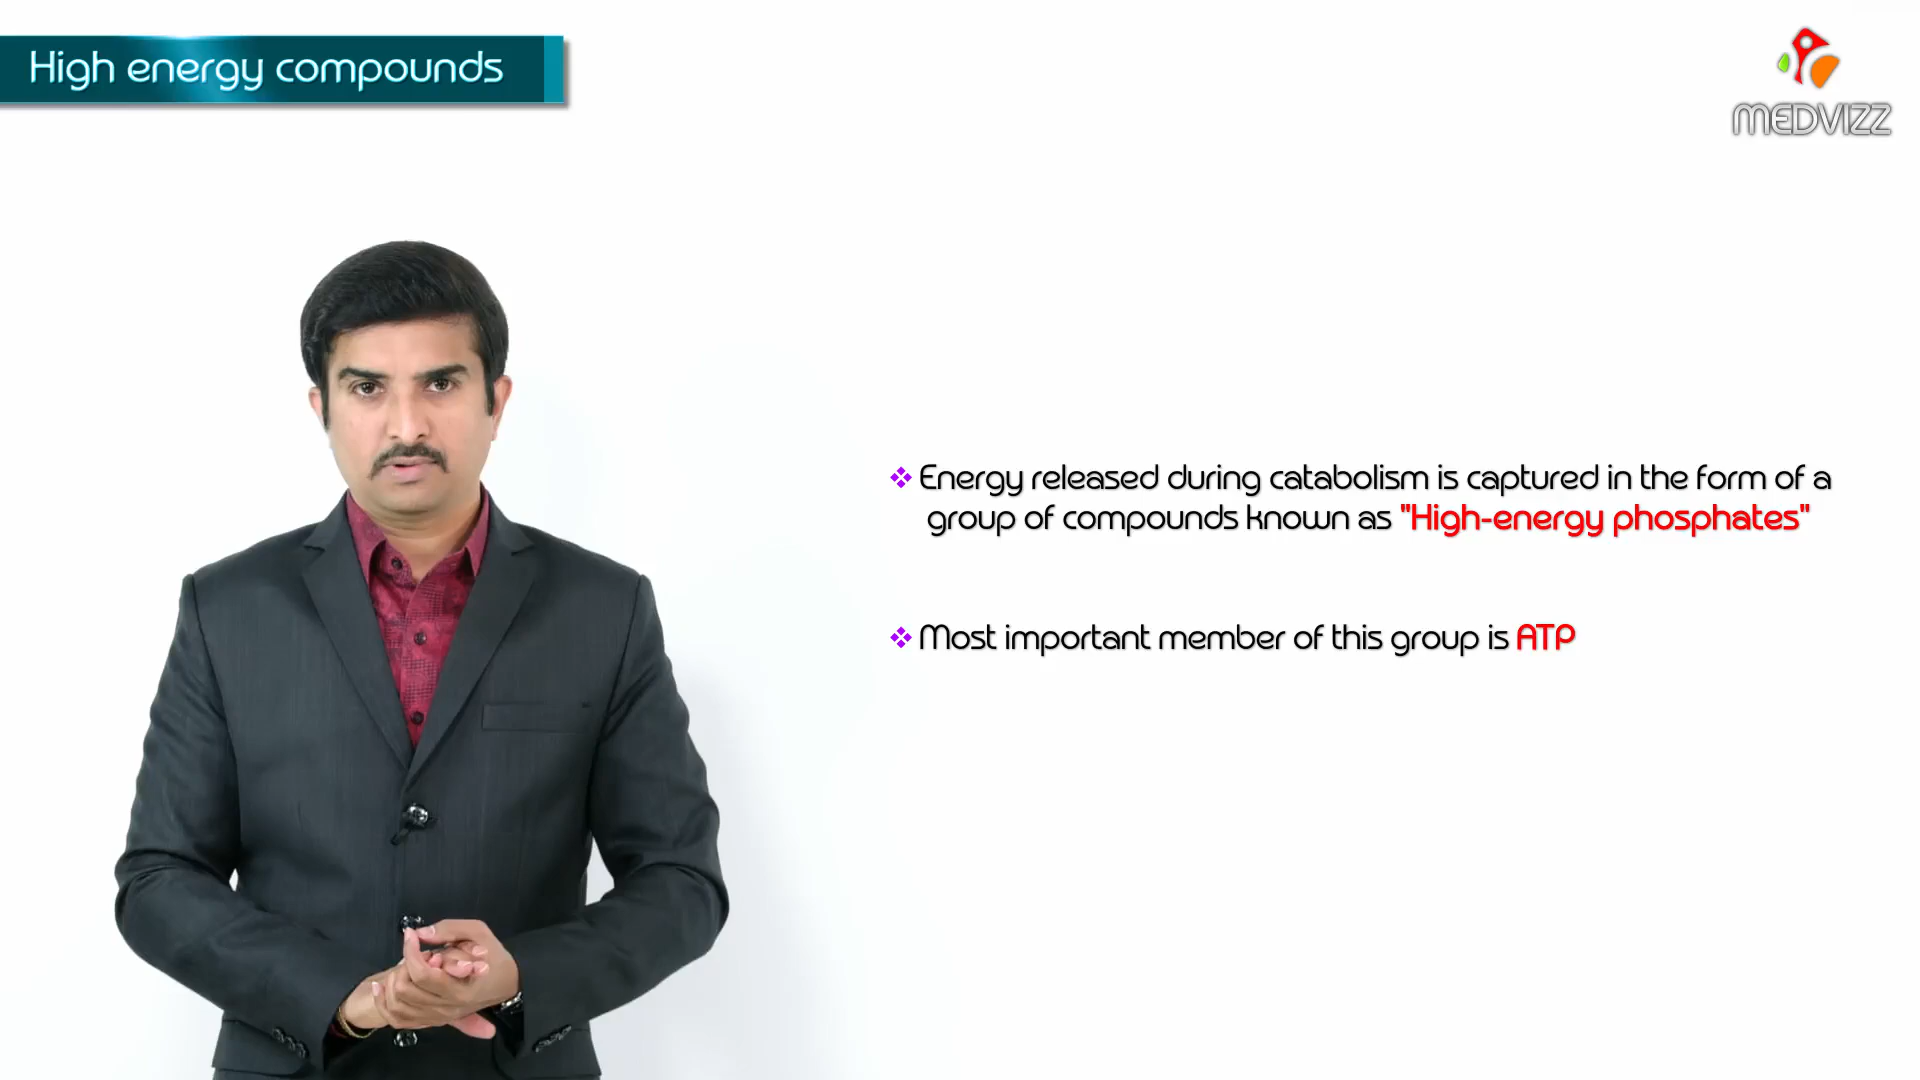 High energy compounds
MEDVIZZ
❖ Energy released during catabolism is captured in the form of a
group of compounds known as "High-energy phosphates"
❖ Most important member of this group is ATP